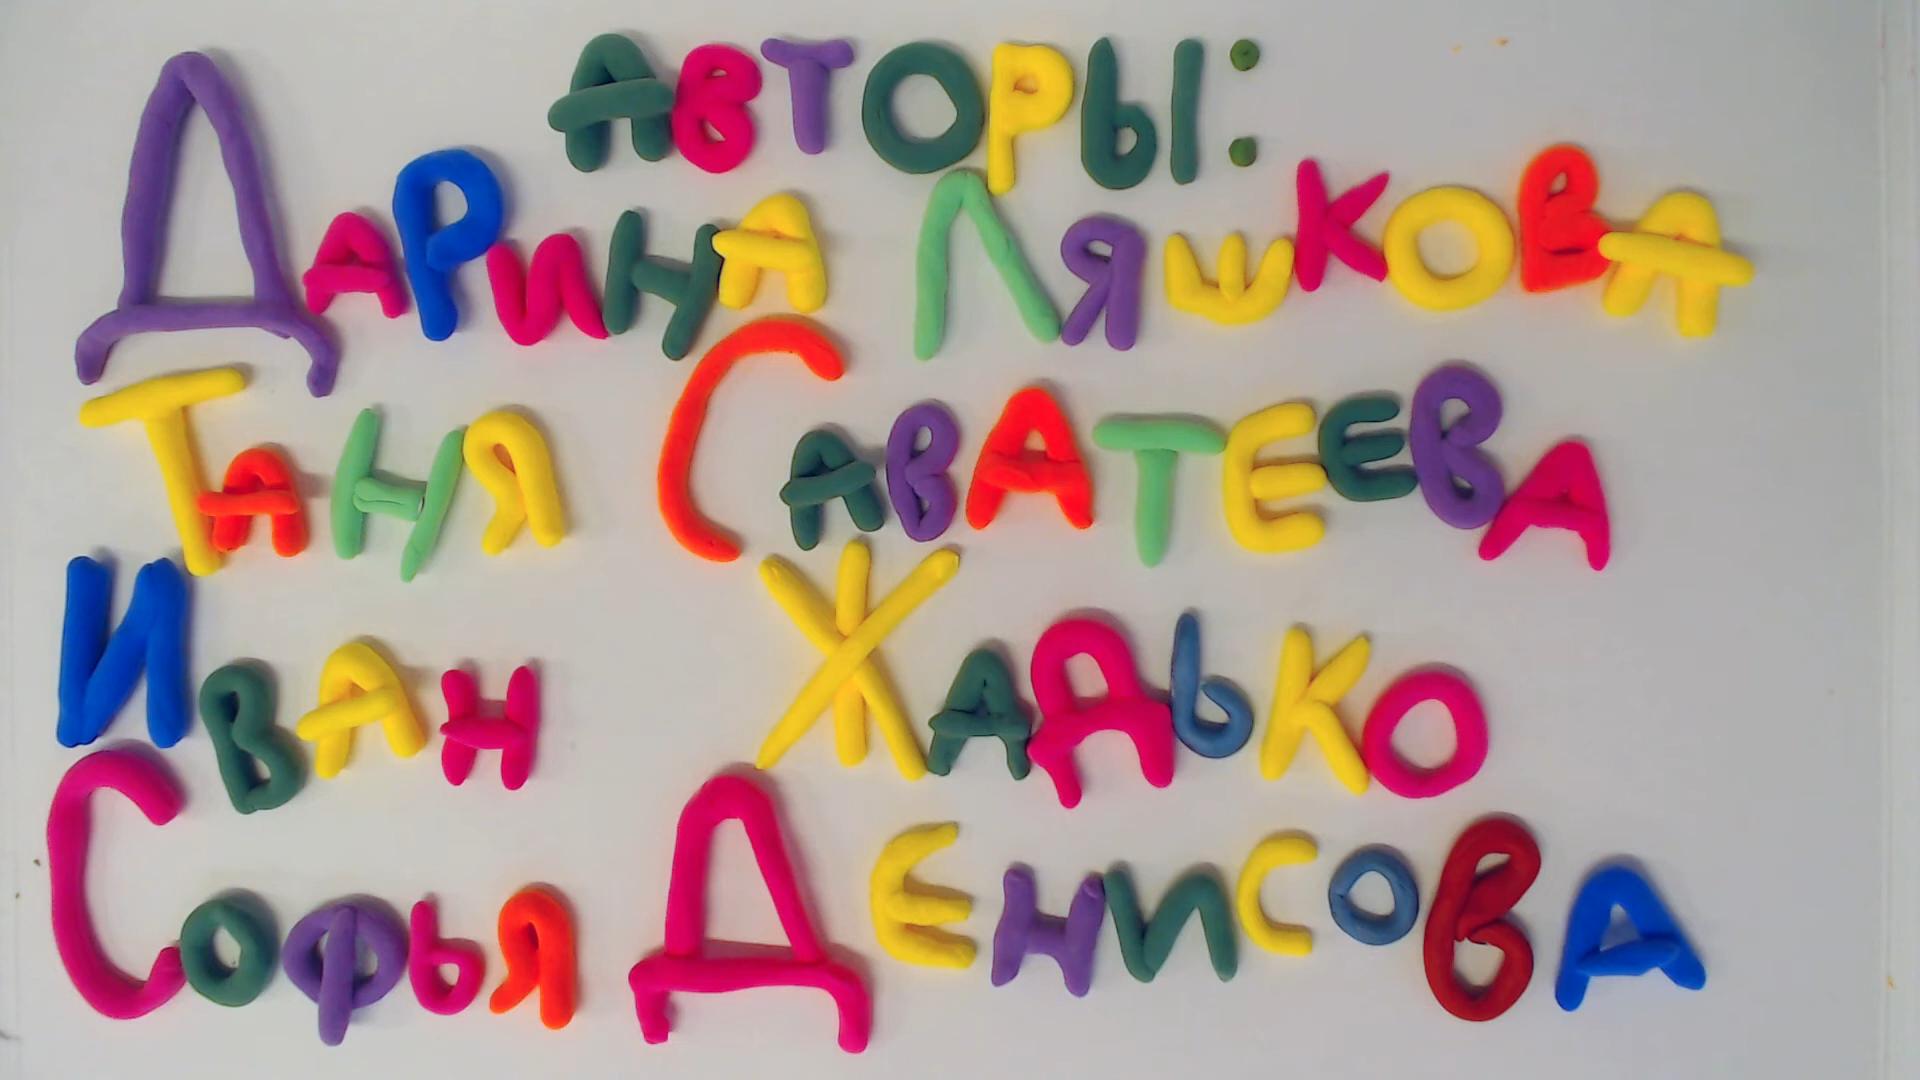 Авторы:
Дарина Ляшкова
Таня Саватеева
Иван Жадько
Софья Денисова